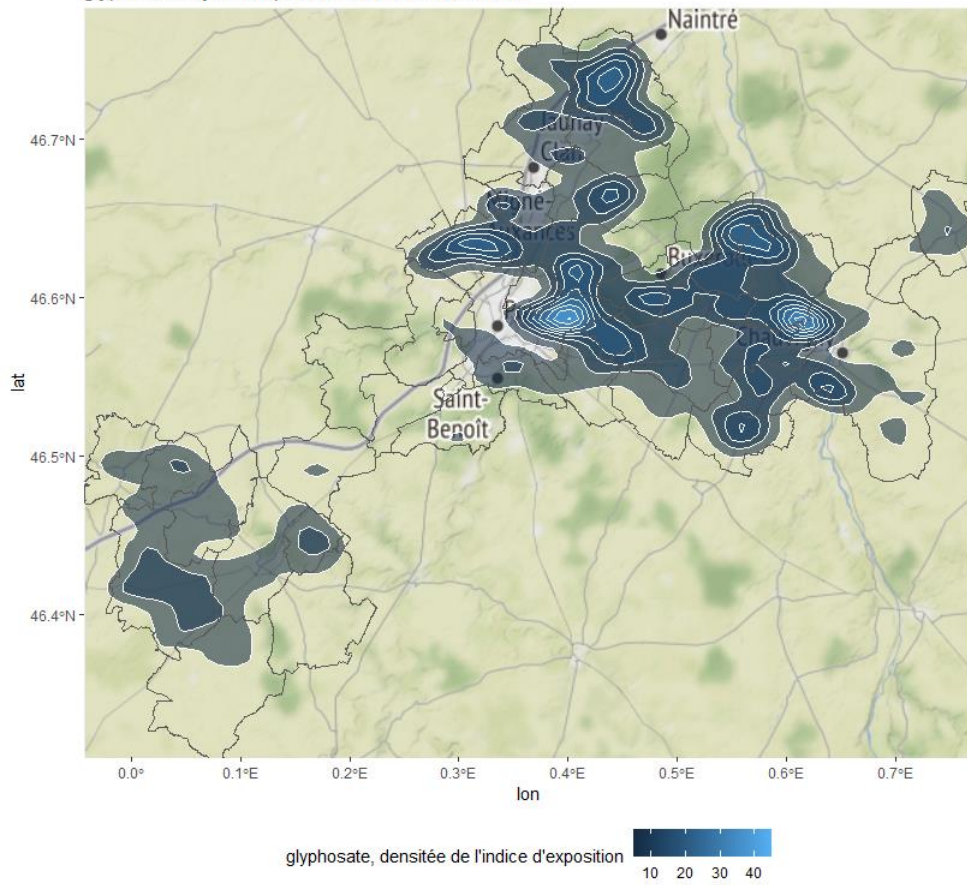 Naintré
46.7°N
Jaunay
Clan
Migné-
Auxances
46.6°N
lat
Saint-
Benoît
46.5°N
46.4°N
0.0° 0.1°E 0.2°E 0.3°E 0.4°E 0.5°E 0.6°E 0.7°E
lon
glyphosate, densitée de l'indice d'exposition
10 20 30 40